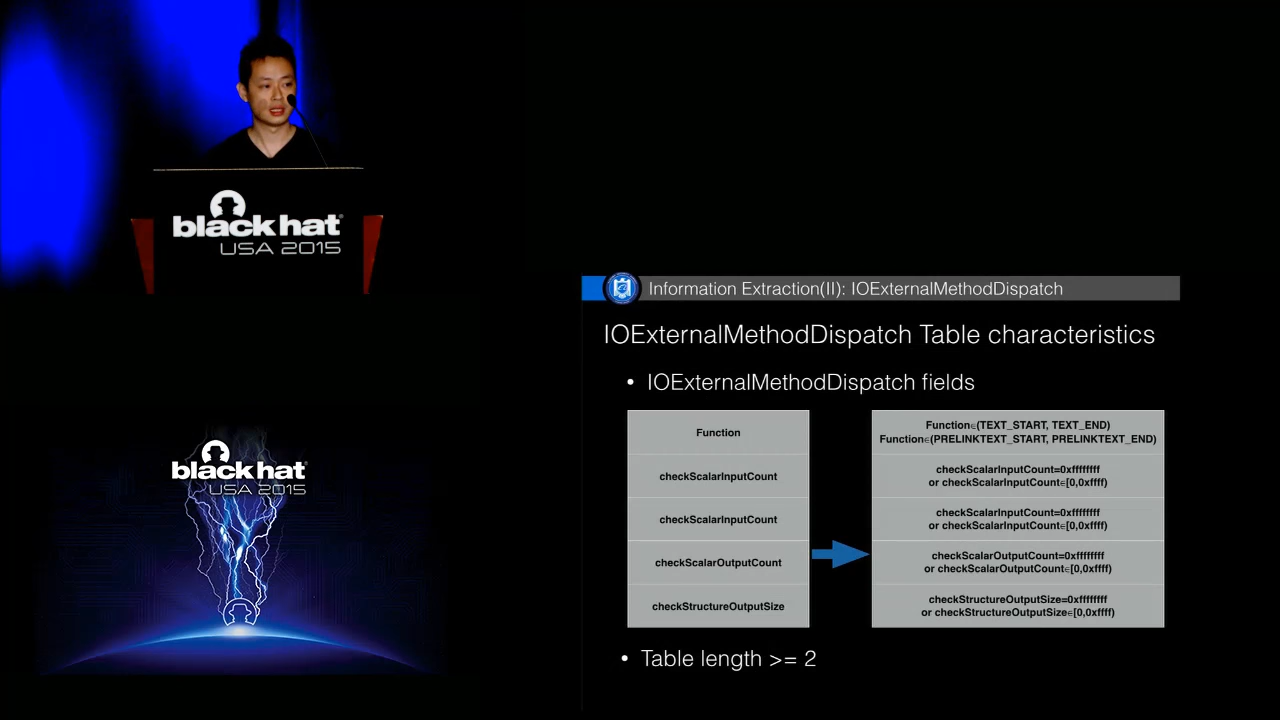 black hat
USA 2015
black hat
USA 2015
Information Extraction(II): IOExternalMethodDispatch
IOExternalMethodDispatch Table characteristics
• IOExternalMethodDispatch fields
Function
checkScalarInputCount
checkScalarInputCount
checkScalarOutputCount
checkStructureOutputSize
Function∈(TEXT_START, TEXT_END)
Function∈(PRELINKTEXT_START, PRELINKTEXT_END)
checkScalarInputCount=0xffffffff
or checkScalarInputCount∈[0,0xffff)
checkScalarInputCount=0xffffffff
or checkScalarInputCount∈[0,0xffff)
checkScalarOutputCount=0xffffffff
or checkScalarOutputCount∈[0,0xffff)
checkStructureOutputSize=0xffffffff
or checkStructureOutputSize∈[0,0xffff)
• Table length >= 2